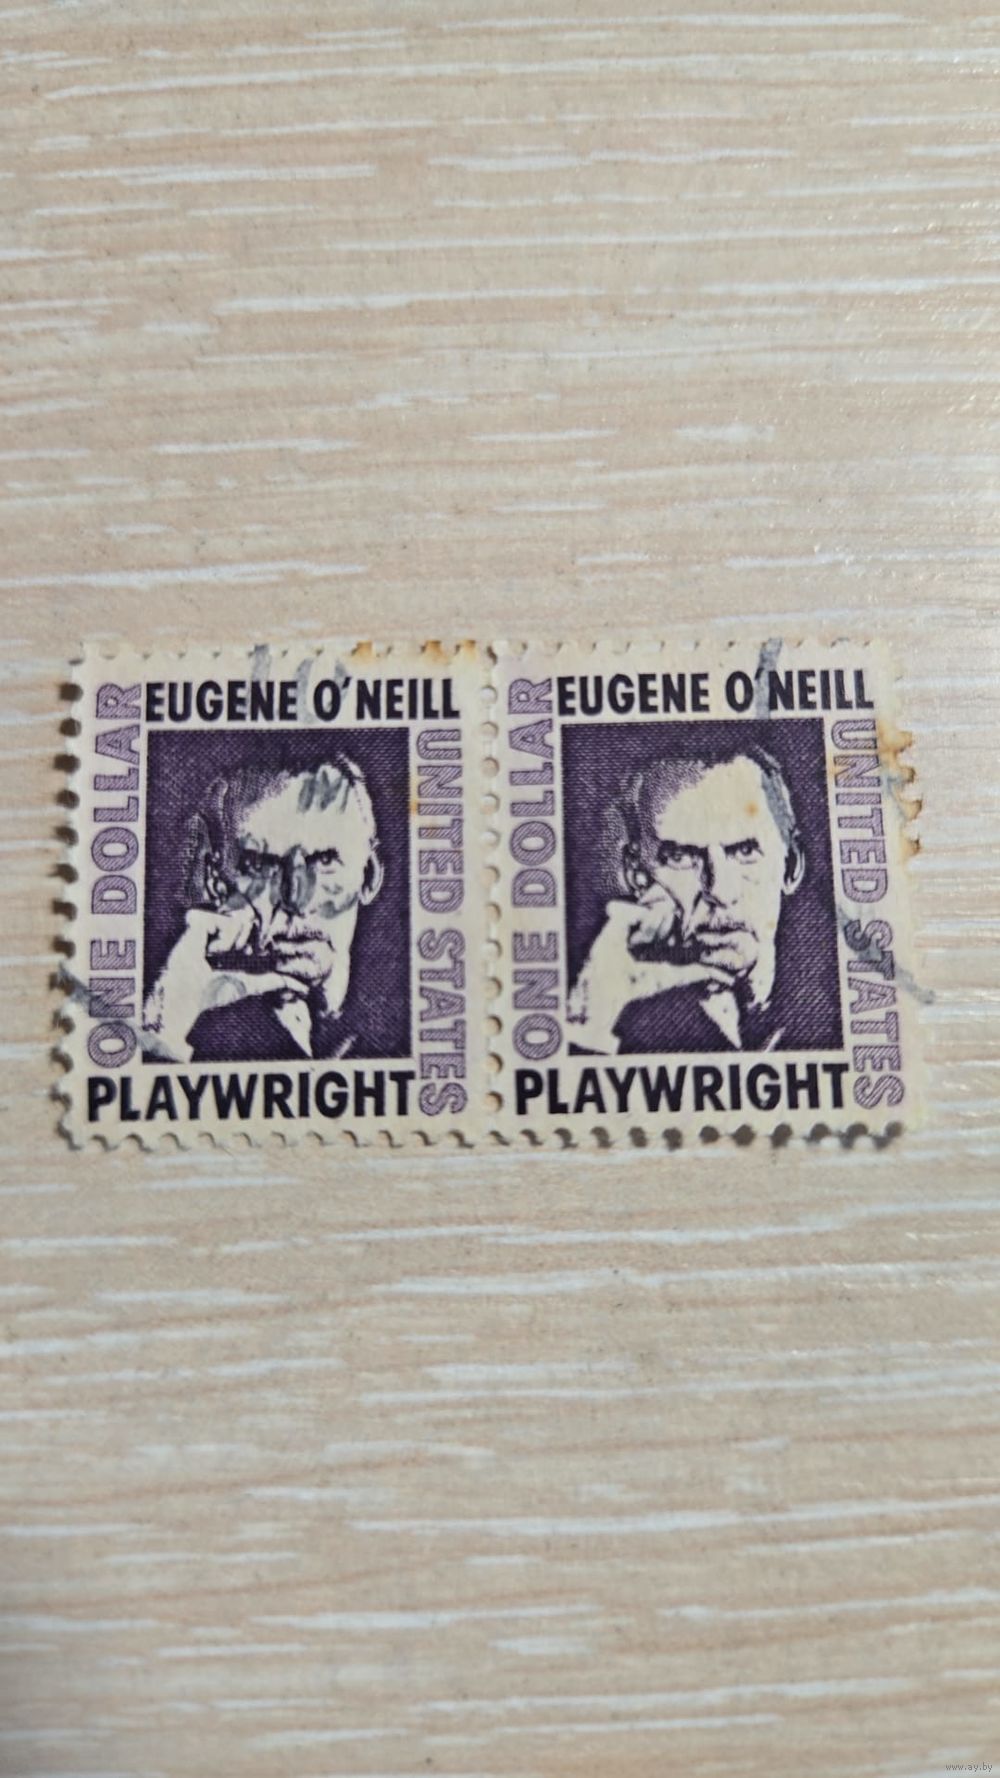 EUGENE O'NEILL
ONE DOLLAR
UNITED STATES
PLAYWRIGHT
EUGENE O'NEILL
ONE DOLLAR
UNITED STATES
PLAYWRIGHT
www.ay.by